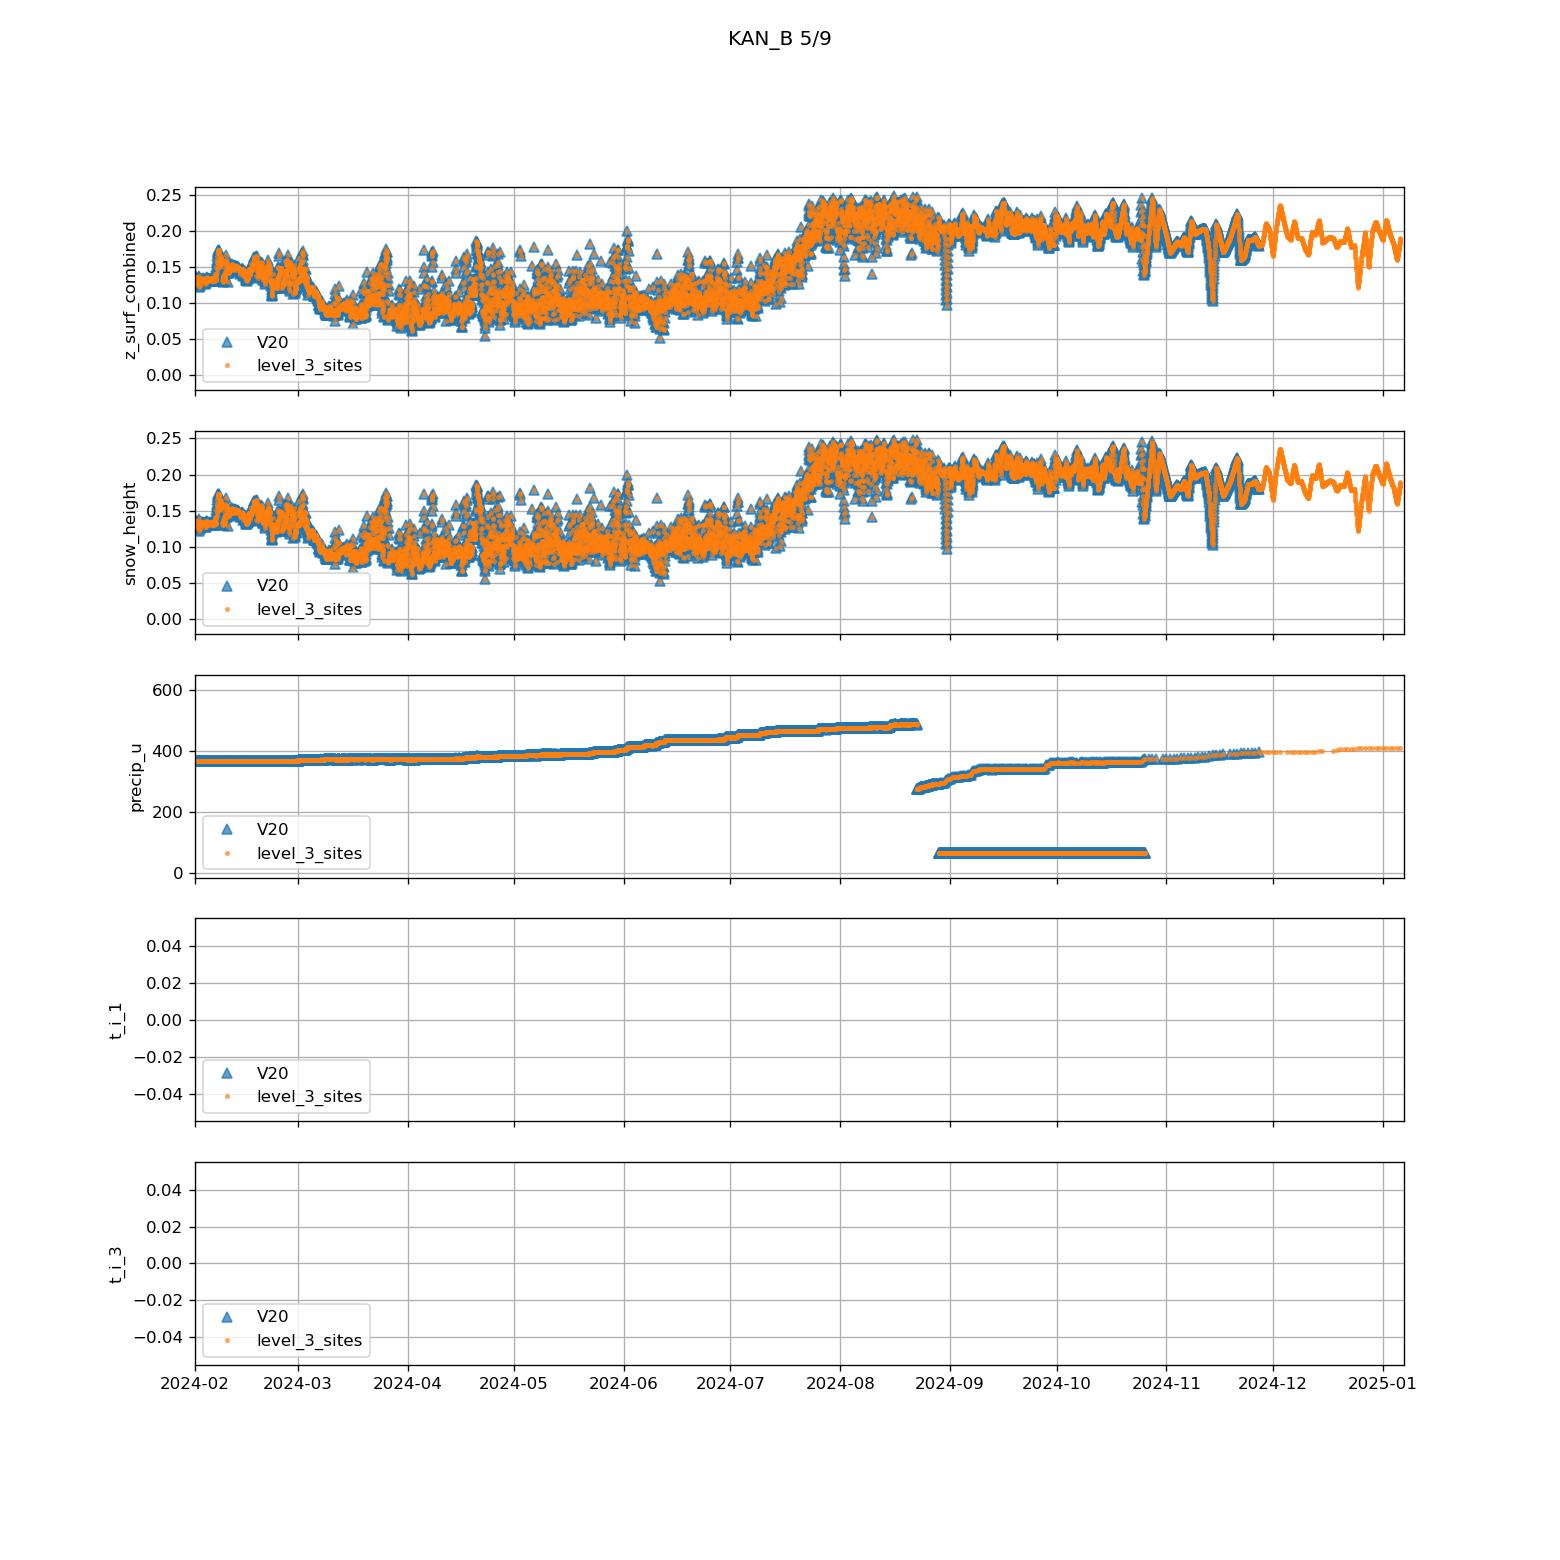 KAN_B 5/9
0.25
0.20
0.15
0.10
0.05
0.00
z_surf_combined
V20
level_3_sites
0.25
0.20
0.15
0.10
0.05
0.00
snow_height
V20
level_3_sites
600
400
200
0
precip_u
V20
level_3_sites
0.04
0.02
0.00
−0.02
−0.04
t_i_1
V20
level_3_sites
0.04
0.02
0.00
−0.02
−0.04
t_i_3
V20
level_3_sites
2024-02 2024-03 2024-04 2024-05 2024-06 2024-07 2024-08 2024-09 2024-10 2024-11 2024-12 2025-01